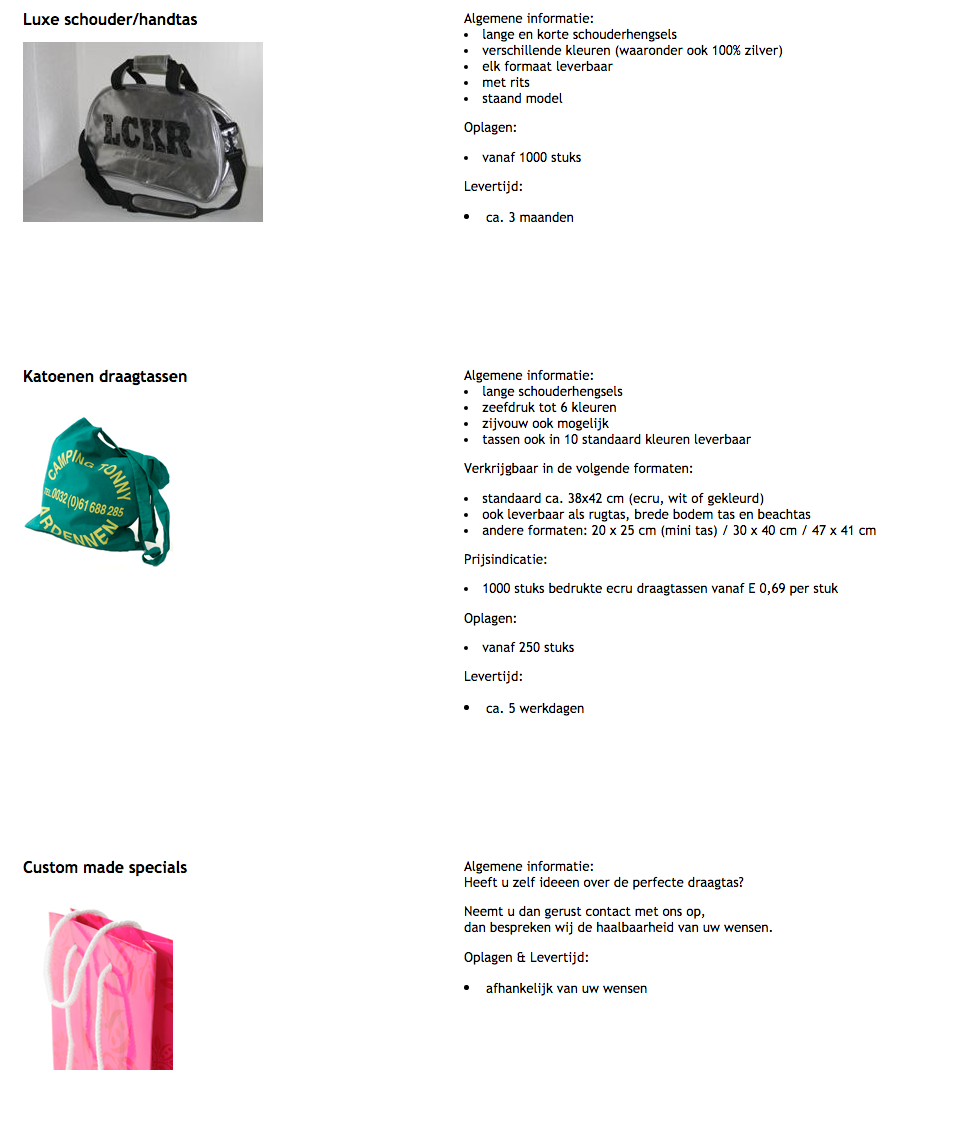 Luxe schouder/handtas
LCKR
Algemene informatie:
• lange en korte schouderhengsels
• verschillende kleuren (waaronder ook 100% zilver)
• elk formaat leverbaar
• met rits
• staand model
Oplagen:
• vanaf 1000 stuks
Levertijd:
• ca. 3 maanden
Katoenen draagtassen
CAMPING TONNY
TEL.0032(0)61 688 285
ARDENNEN
Algemene informatie:
• lange schouderhengsels
• zeefdruk tot 6 kleuren
• zijvouw ook mogelijk
• tassen ook in 10 standaard kleuren leverbaar
Verkrijgbaar in de volgende formaten:
• standaard ca. 38x42 cm (ecru, wit of gekleurd)
• ook leverbaar als rugtas, brede bodem tas en beachtas
• andere formaten: 20 x 25 cm (mini tas) / 30 x 40 cm / 47 x 41 cm
Prijsindicatie:
• 1000 stuks bedrukte ecru draagtassen vanaf E 0,69 per stuk
Oplagen:
• vanaf 250 stuks
Levertijd:
• ca. 5 werkdagen
Custom made specials
Algemene informatie:
Heeft u zelf ideeen over de perfecte draagtas?
Neemt u dan gerust contact met ons op,
dan bespreken wij de haalbaarheid van uw wensen.
Oplagen & Levertijd:
• afhankelijk van uw wensen